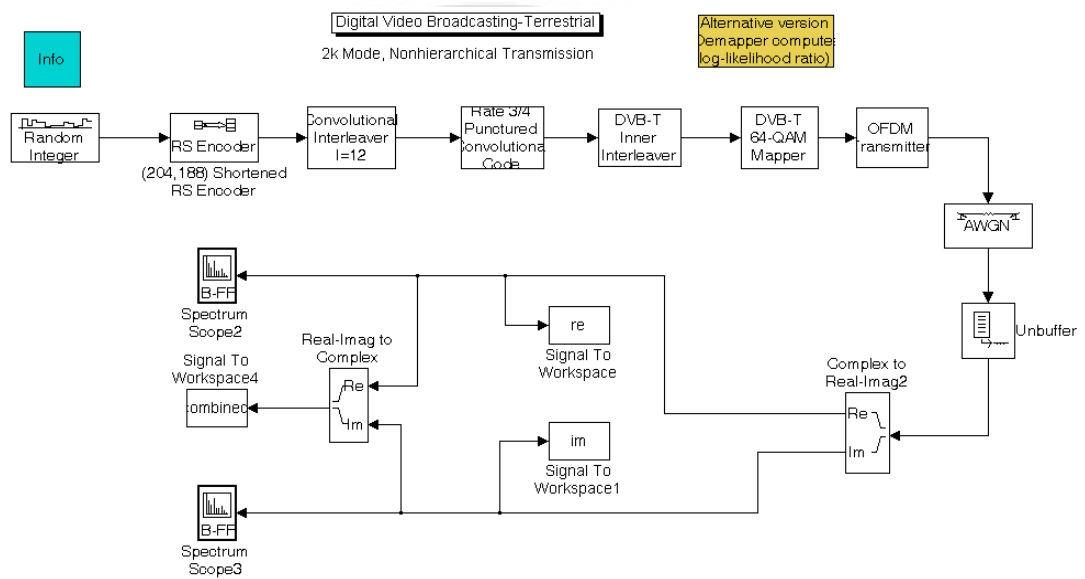 Digital Video Broadcasting-Terrestrial
2k Mode, Nonhierarchical Transmission
Info
Alternative version
Demapper compute
log-likelihood ratio)
Random
Integer
RS Encoder
(204,188) Shortened
RS Encoder
Convolutional
Interleaver
I=12
Rate 3/4
Punctured
Convolutional
Code
DVB-T
Inner
Interleaver
DVB-T
64-QAM
Mapper
OFDM
Transmitter
AWGN
Unbuffer
B-FF
Spectrum
Scope2
re
Signal To
Workspace
Real-Imag to
Complex
Re
Im
Signal To
Workspace4
combined
Complex to
Real-Imag2
Re
Im
im
Signal To
Workspace1
B-FF
Spectrum
Scope3